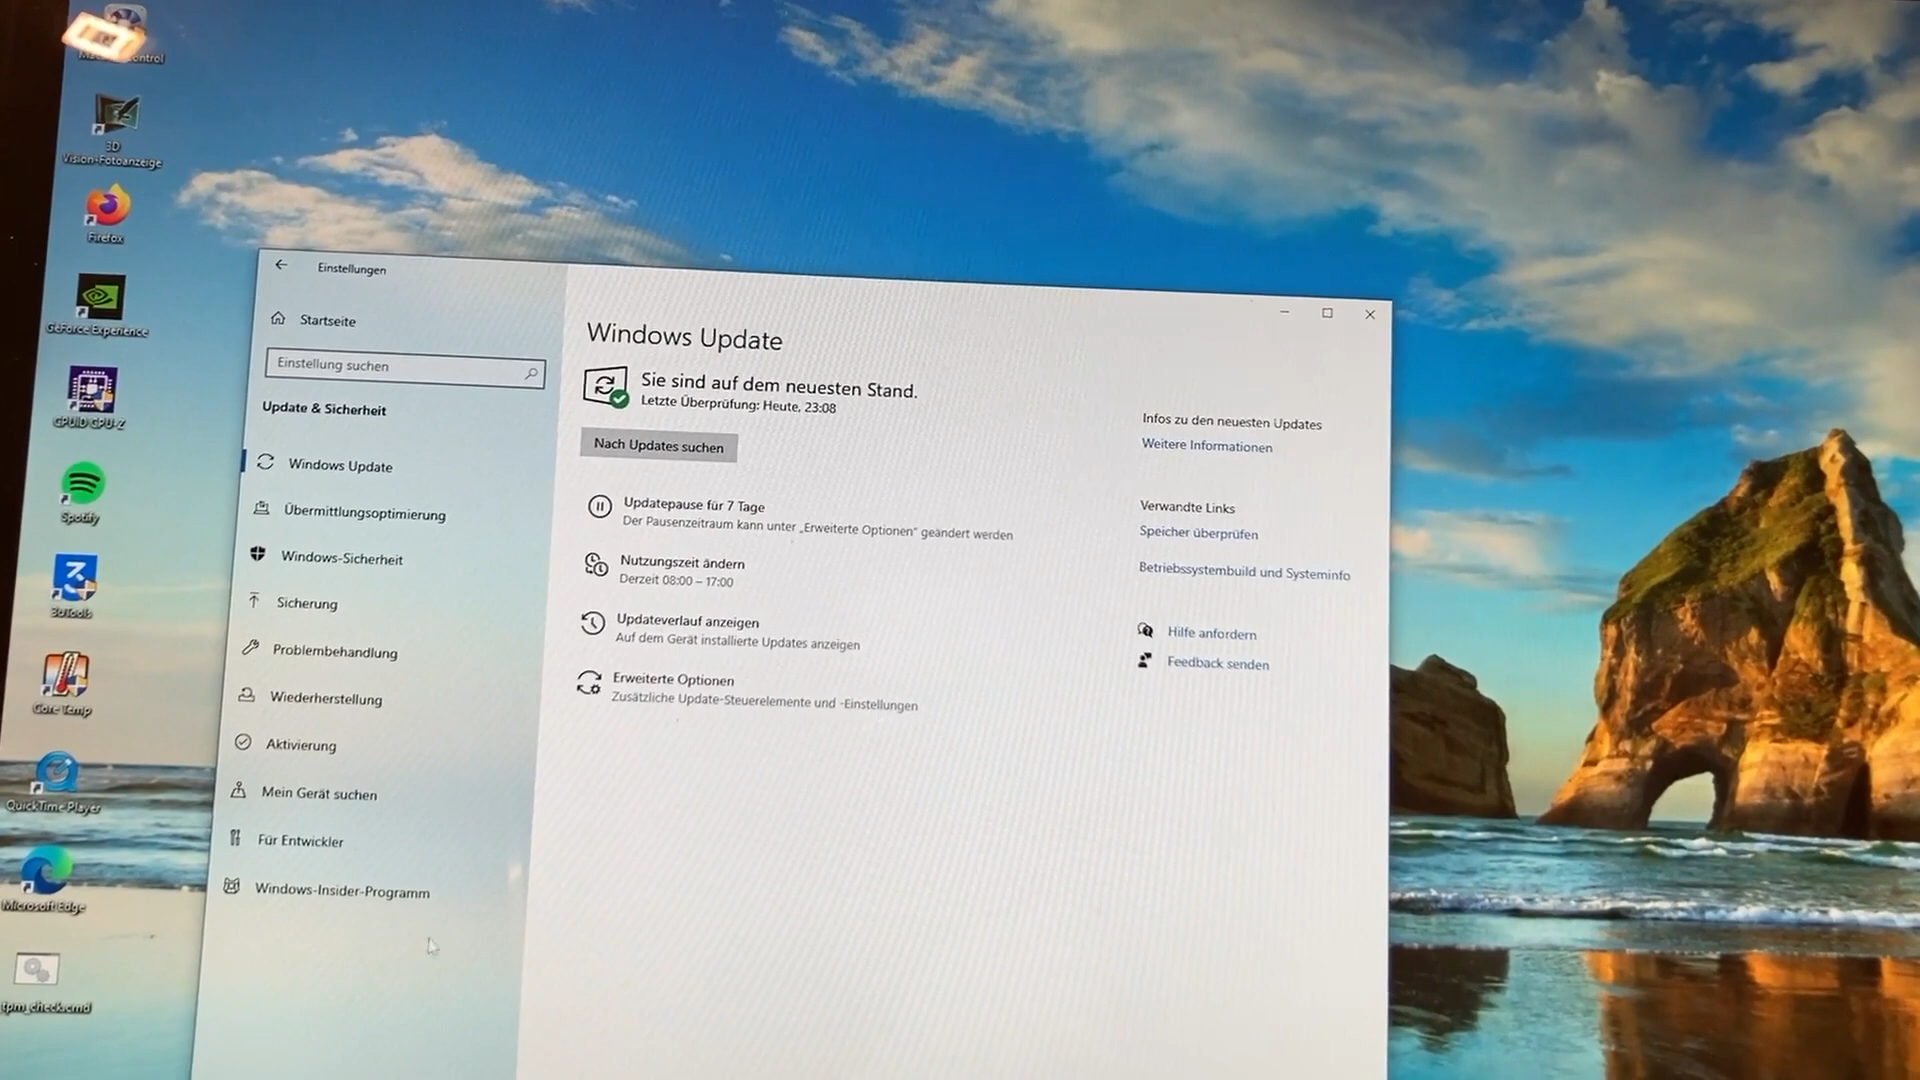 3D
Vision-Fotoanzeige
Firefox
GeForce Experience
CPUID CPU-Z
Spotify
3uTools
Core Temp
QuickTime Player
Microsoft Edge
tpm_check.cmd
Einstellungen
Startseite
Einstellung suchen
Update & Sicherheit
Windows Update
Übermittlungsoptimierung
Windows-Sicherheit
Sicherung
Problembehandlung
Wiederherstellung
Aktivierung
Mein Gerät suchen
Für Entwickler
Windows-Insider-Programm
Windows Update
Sie sind auf dem neuesten Stand.
Letzte Überprüfung: Heute, 23:08
Nach Updates suchen
Updatepause für 7 Tage
Der Pausenzeitraum kann unter „Erweiterte Optionen“ geändert werden
Nutzungszeit ändern
Derzeit 08:00 – 17:00
Updateverlauf anzeigen
Auf dem Gerät installierte Updates anzeigen
Erweiterte Optionen
Zusätzliche Update-Steuerelemente und -Einstellungen
Infos zu den neuesten Updates
Weitere Informationen
Verwandte Links
Speicher überprüfen
Betriebssystembuild und Systeminfo
Hilfe anfordern
Feedback senden